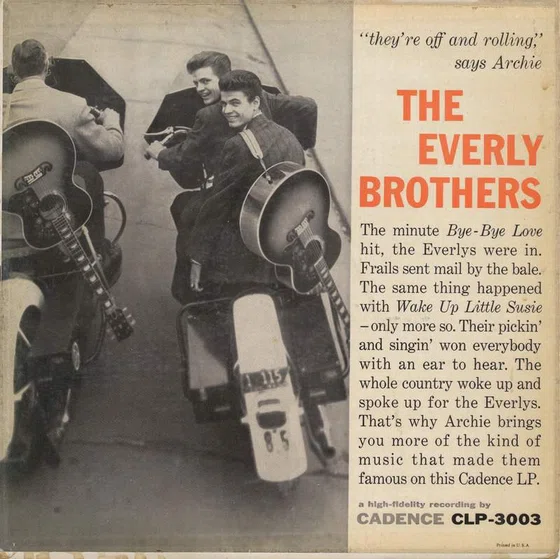 "they're off and rolling,"
says Archie
THE
EVERLY
BROTHERS
The minute Bye-Bye Love
hit, the Everlys were in.
Frails sent mail by the bale.
The same thing happened
with Wake Up Little Susie
– only more so. Their pickin'
and singin' won everybody
with an ear to hear. The
whole country woke up and
spoke up for the Everlys.
That's why Archie brings
you more of the kind of
music that made them
famous on this Cadence LP.
a high-fidelity recording by
CADENCE CLP-3003
Printed in U.S.A.